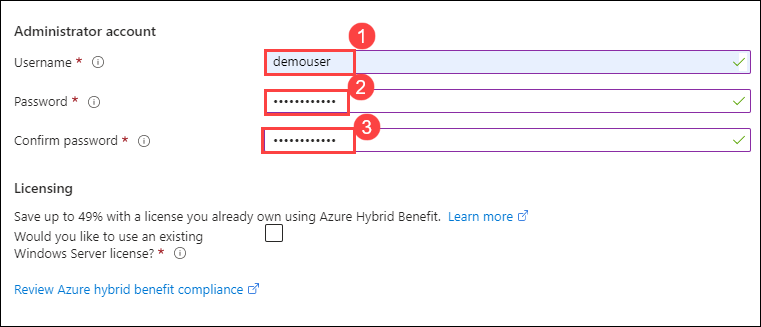 Administrator account
1
Username * ⓘ
demouser
2
Password * ⓘ
••••••••••••
3
Confirm password * ⓘ
••••••••••••
Licensing
Save up to 49% with a license you already own using Azure Hybrid Benefit. Learn more
Would you like to use an existing
Windows Server license? * ⓘ
Review Azure hybrid benefit compliance